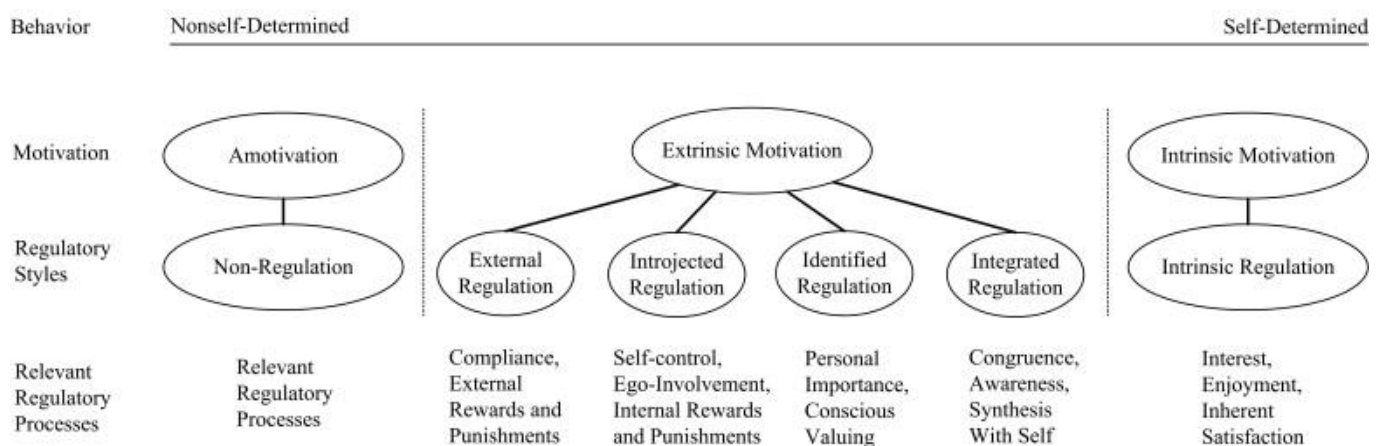 Behavior Nonself-Determined Self-Determined
Motivation
Amotivation
Extrinsic Motivation
Intrinsic Motivation
Regulatory
Styles
Non-Regulation
External
Regulation
Introjected
Regulation
Identified
Regulation
Integrated
Regulation
Intrinsic Regulation
Relevant
Regulatory
Processes
Relevant
Regulatory
Processes
Compliance,
External
Rewards and
Punishments
Self-control,
Ego-Involvement,
Internal Rewards
and Punishments
Personal
Importance,
Conscious
Valuing
Congruence,
Awareness,
Synthesis
With Self
Interest,
Enjoyment,
Inherent
Satisfaction